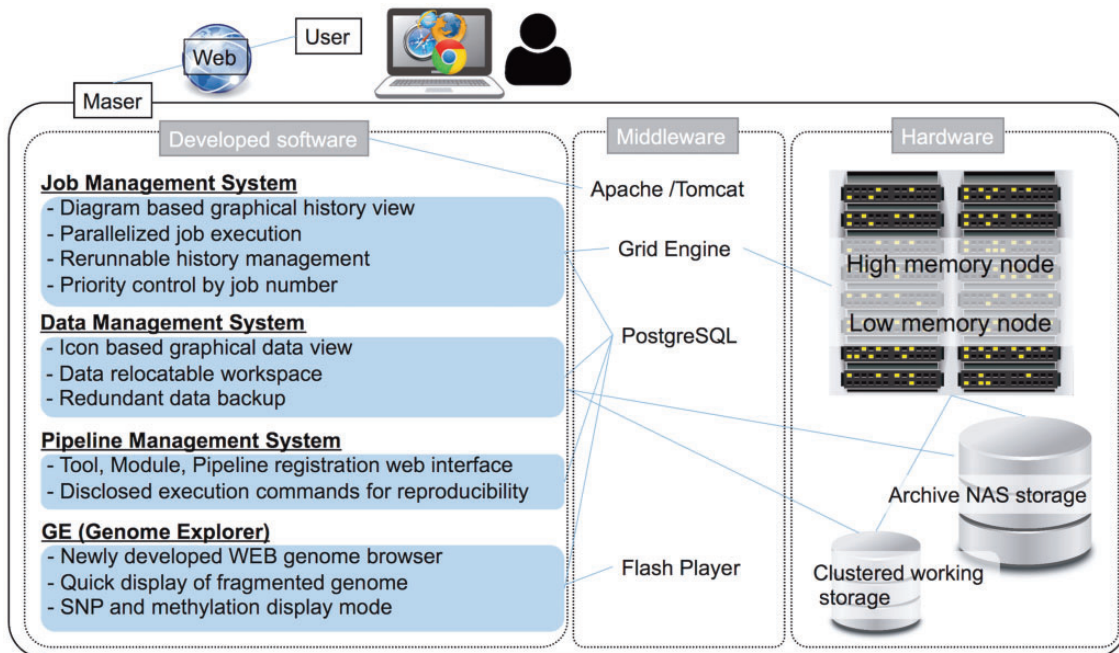 User
Web
Maser
Developed software
Job Management System
- Diagram based graphical history view
- Parallelized job execution
- Rerunnable history management
- Priority control by job number
Data Management System
- Icon based graphical data view
- Data relocatable workspace
- Redundant data backup
Pipeline Management System
- Tool, Module, Pipeline registration web interface
- Disclosed execution commands for reproducibility
GE (Genome Explorer)
- Newly developed WEB genome browser
- Quick display of fragmented genome
- SNP and methylation display mode
Middleware
Apache /Tomcat
Grid Engine
PostgreSQL
Flash Player
Hardware
High memory node
Low memory node
Archive NAS storage
Clustered working
storage